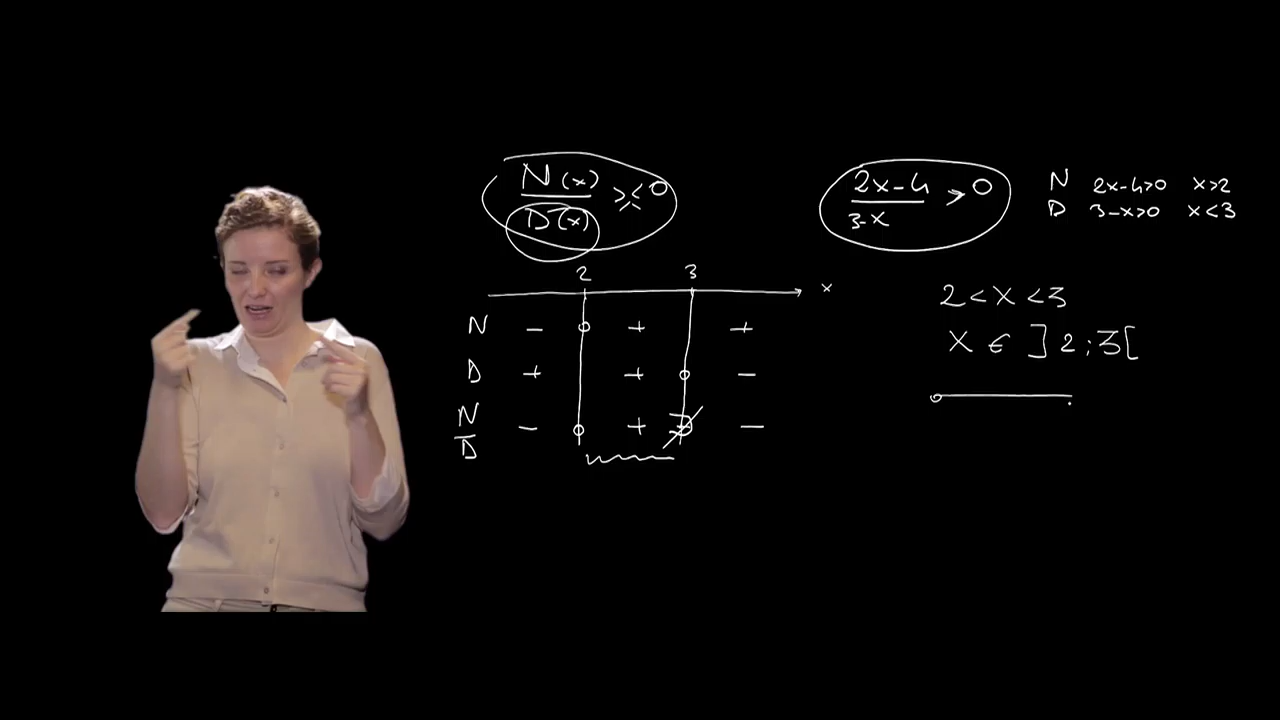 N(x)/D(x) ≥≤ 0
2x-4/3-x > 0
N 2x-4>0 x>2
D 3-x>0 x<3
2 3
x
N - o + +
D + + o -
N/D - o + ∄ -
2<x<3
x ∈ ]2;3[